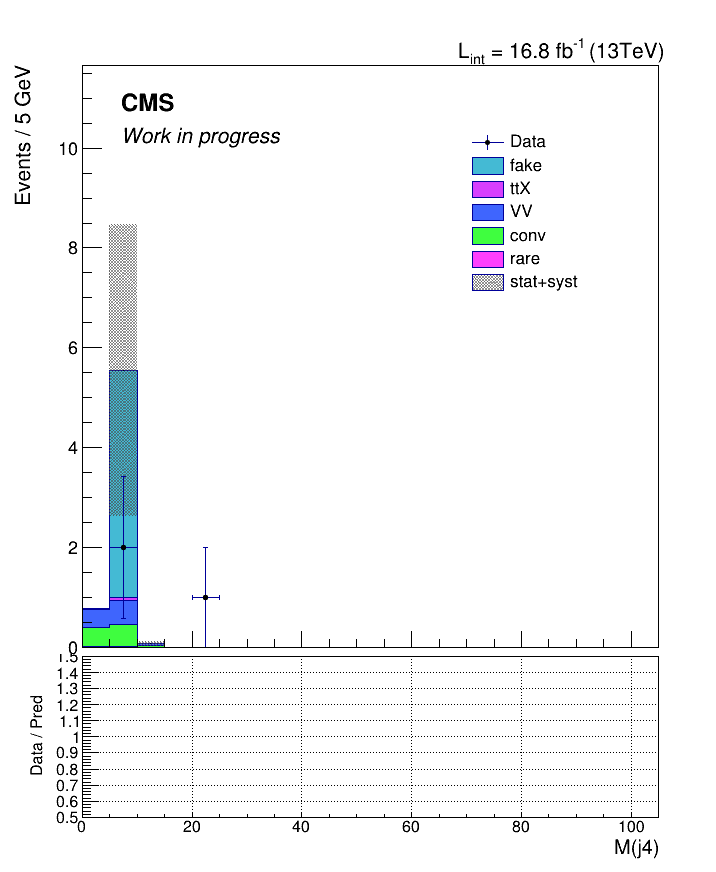 L_int = 16.8 fb^-1 (13TeV)
Events / 5 GeV
CMS
Work in progress
Data
fake
ttX
VV
conv
rare
stat+syst
10
8
6
4
2
0
Data / Pred
1.5
1.4
1.3
1.2
1.1
1
0.9
0.8
0.7
0.6
0.5
0 20 40 60 80 100
M(j4)